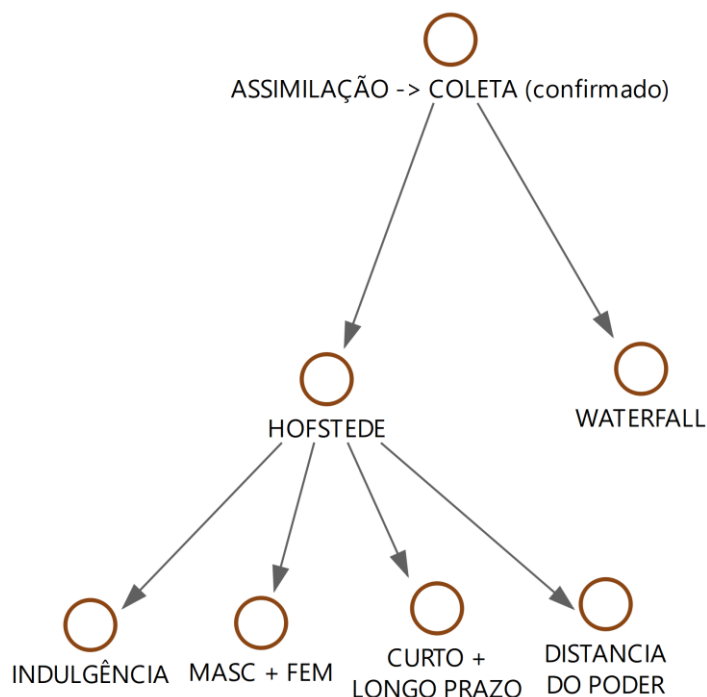 ASSIMILAÇÃO -> COLETA (confirmado)
HOFSTEDE
WATERFALL
INDULGÊNCIA
MASC + FEM
CURTO +
LONGO PRAZO
DISTANCIA
DO PODER